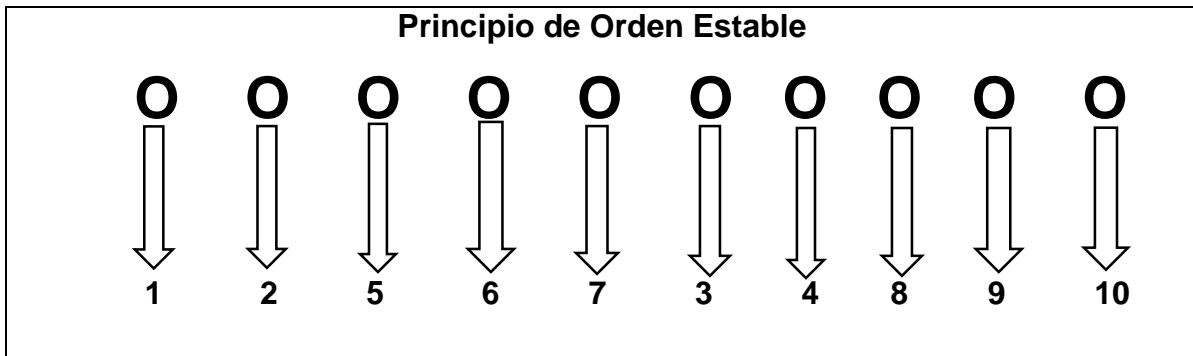 Principio de Orden Estable
O O O O O O O O O O
1 2 5 6 7 3 4 8 9 10